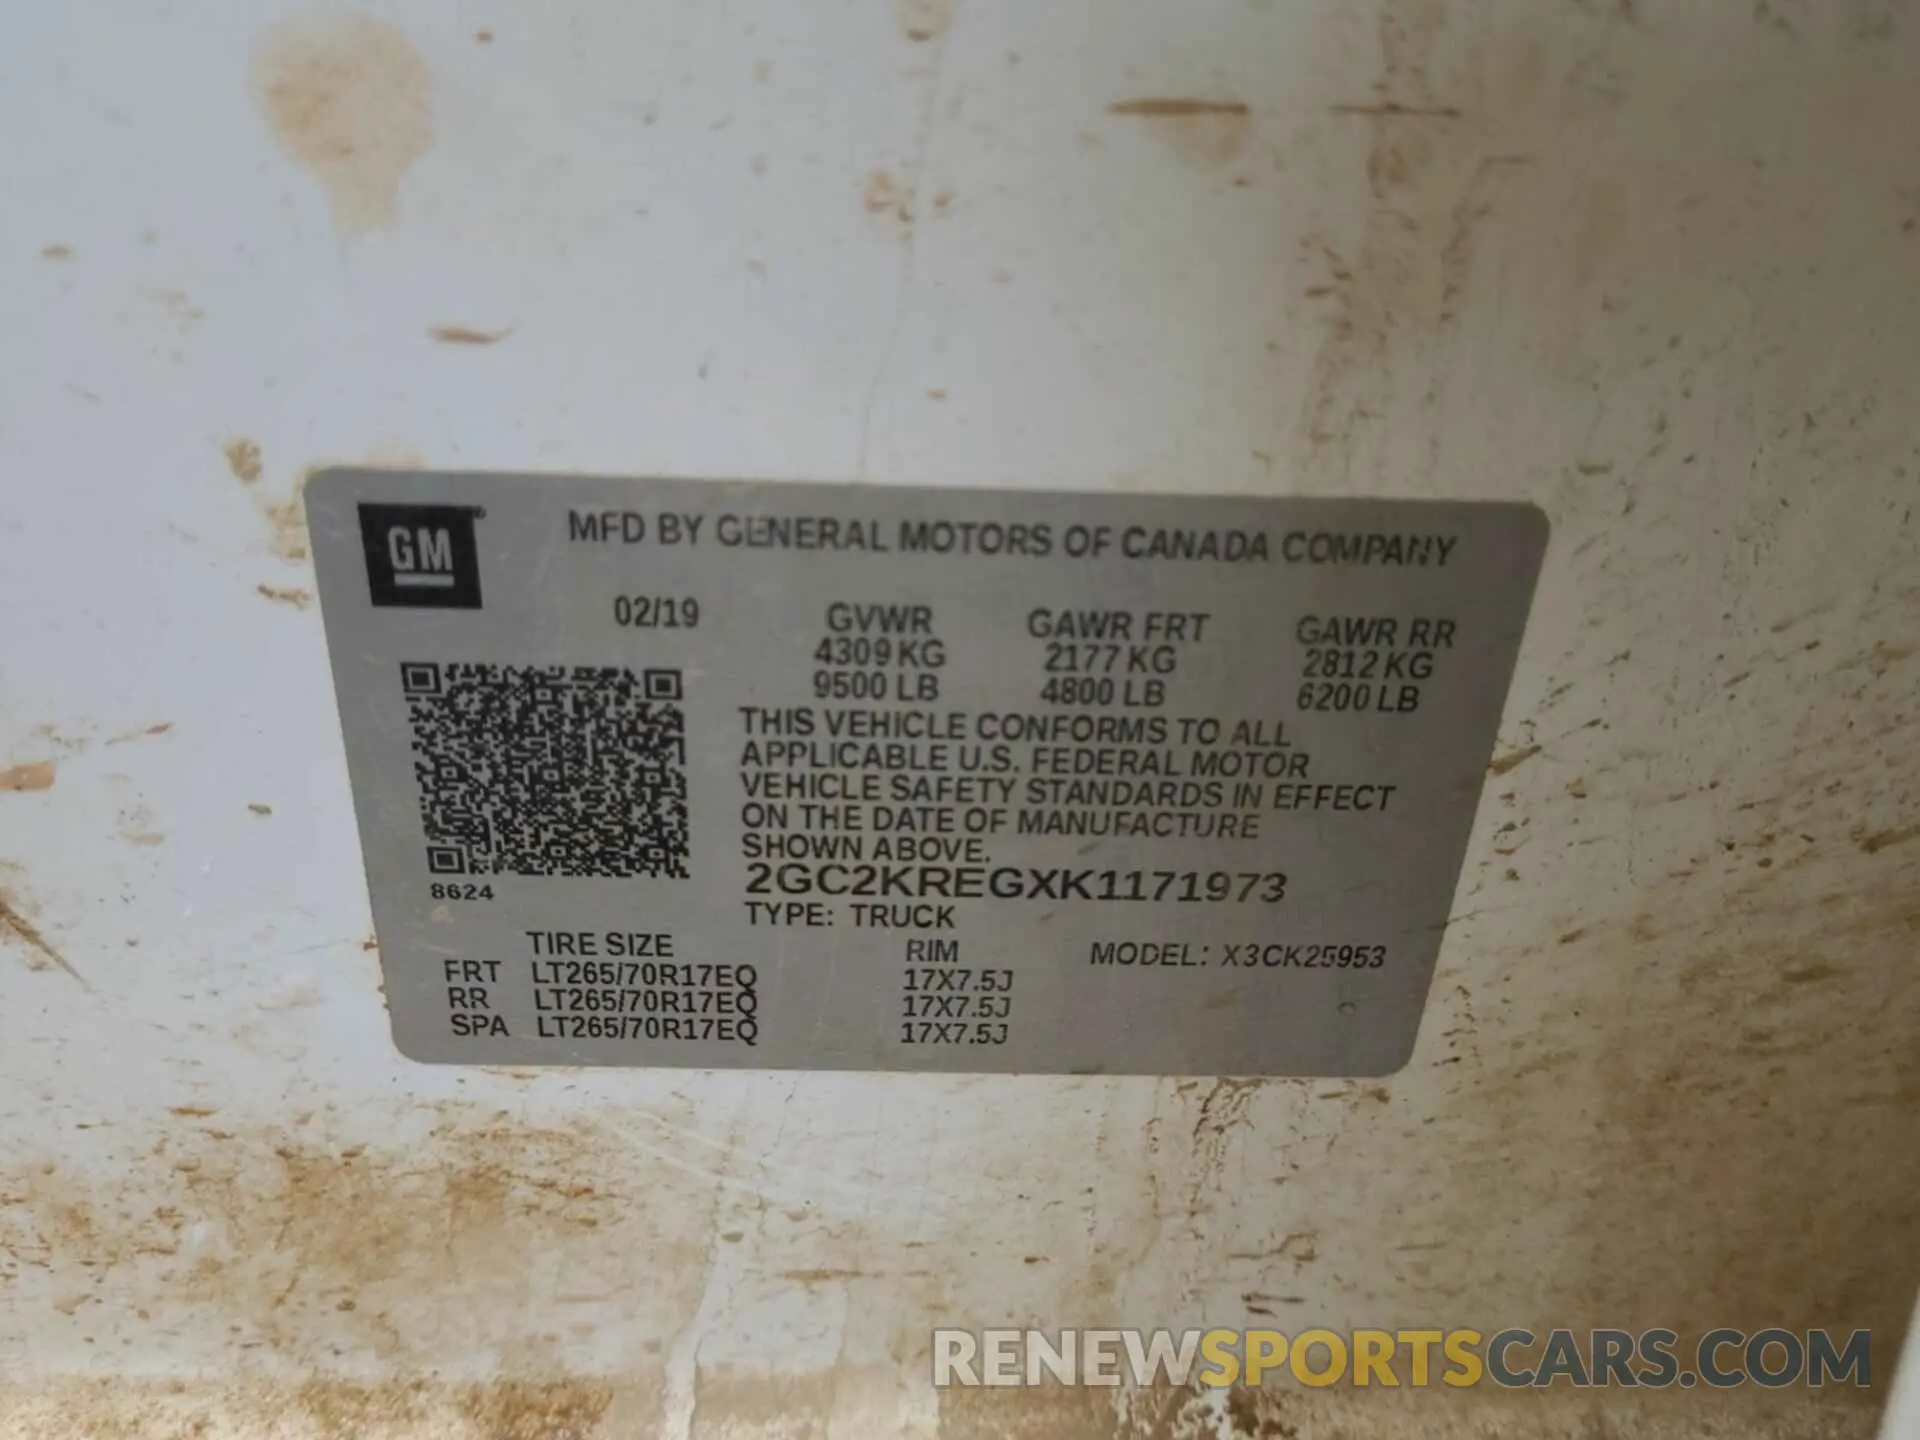 GM
MFD BY GENERAL MOTORS OF CANADA COMPANY
02/19 GVWR GAWR FRT GAWR RR
4309 KG 2177 KG 2812 KG
9500 LB 4800 LB 6200 LB
THIS VEHICLE CONFORMS TO ALL
APPLICABLE U.S. FEDERAL MOTOR
VEHICLE SAFETY STANDARDS IN EFFECT
ON THE DATE OF MANUFACTURE
SHOWN ABOVE.
8624
2GC2KREGXK1171973
TYPE: TRUCK
TIRE SIZE RIM MODEL: X3CK25953
FRT LT265/70R17EQ 17X7.5J
RR LT265/70R17EQ 17X7.5J
SPA LT265/70R17EQ 17X7.5J
RENEWSPORTSCARS.COM